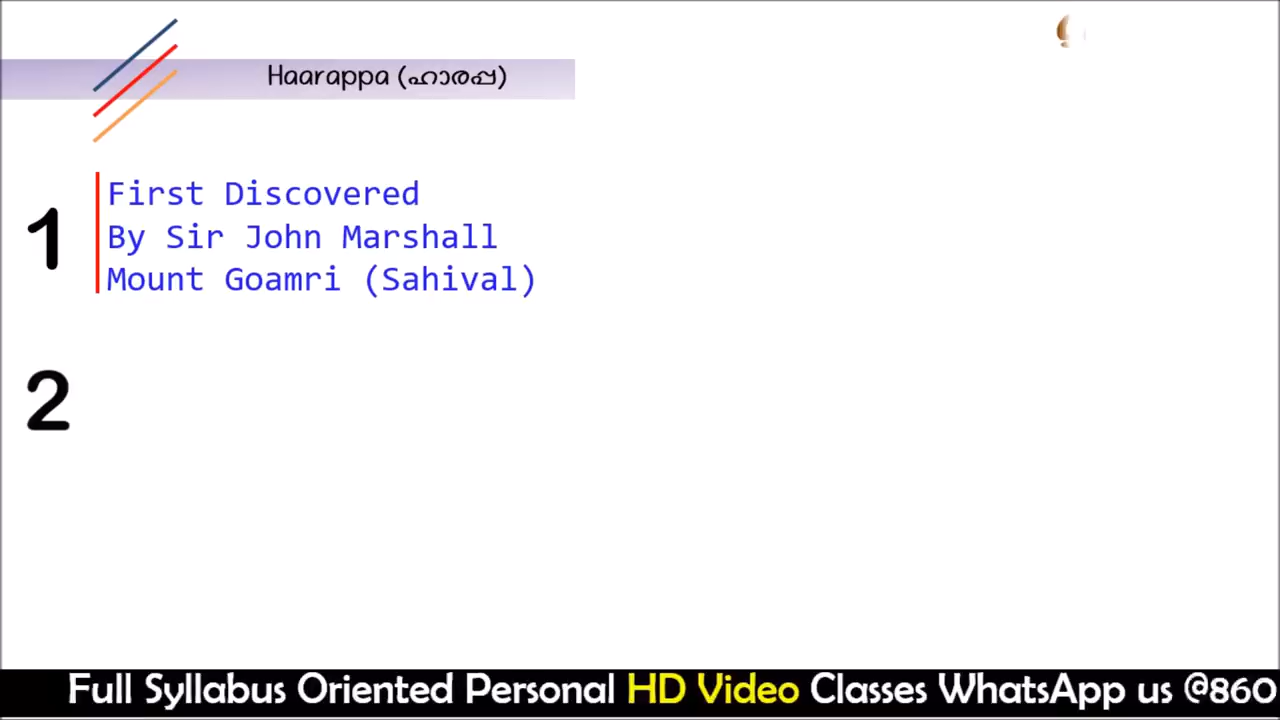 Haarappa (ഹാരപ്പ)
1
First Discovered
By Sir John Marshall
Mount Goamri (Sahival)
2
Full Syllabus Oriented Personal HD Video Classes WhatsApp us @860